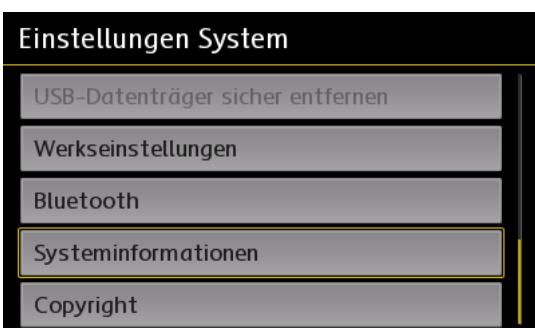 Einstellungen System
USB-Datenträger sicher entfernen
Werkseinstellungen
Bluetooth
Systeminformationen
Copyright